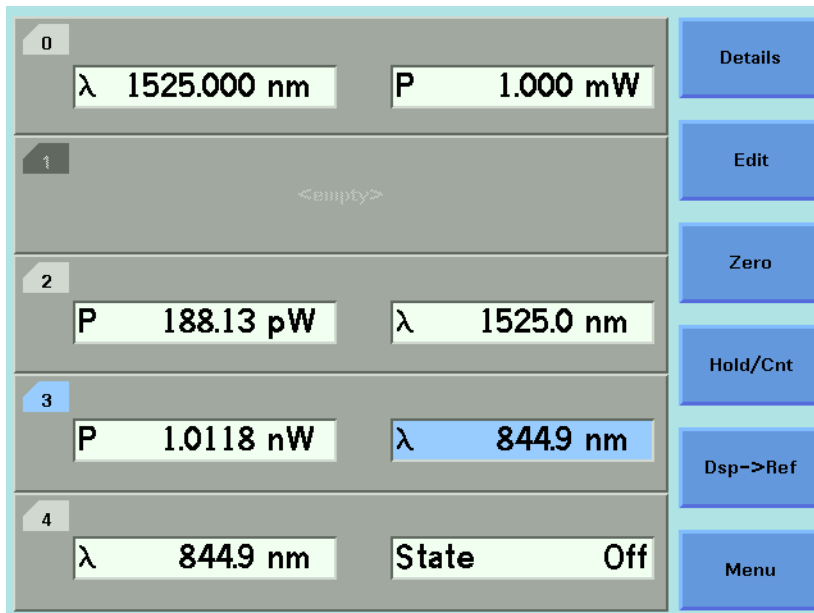 0
λ 1525.000 nm P 1.000 mW
1
<empty>
2
P 188.13 pW λ 1525.0 nm
3
P 1.0118 nW λ 844.9 nm
4
λ 844.9 nm State Off
Details
Edit
Zero
Hold/Cnt
Dsp->Ref
Menu